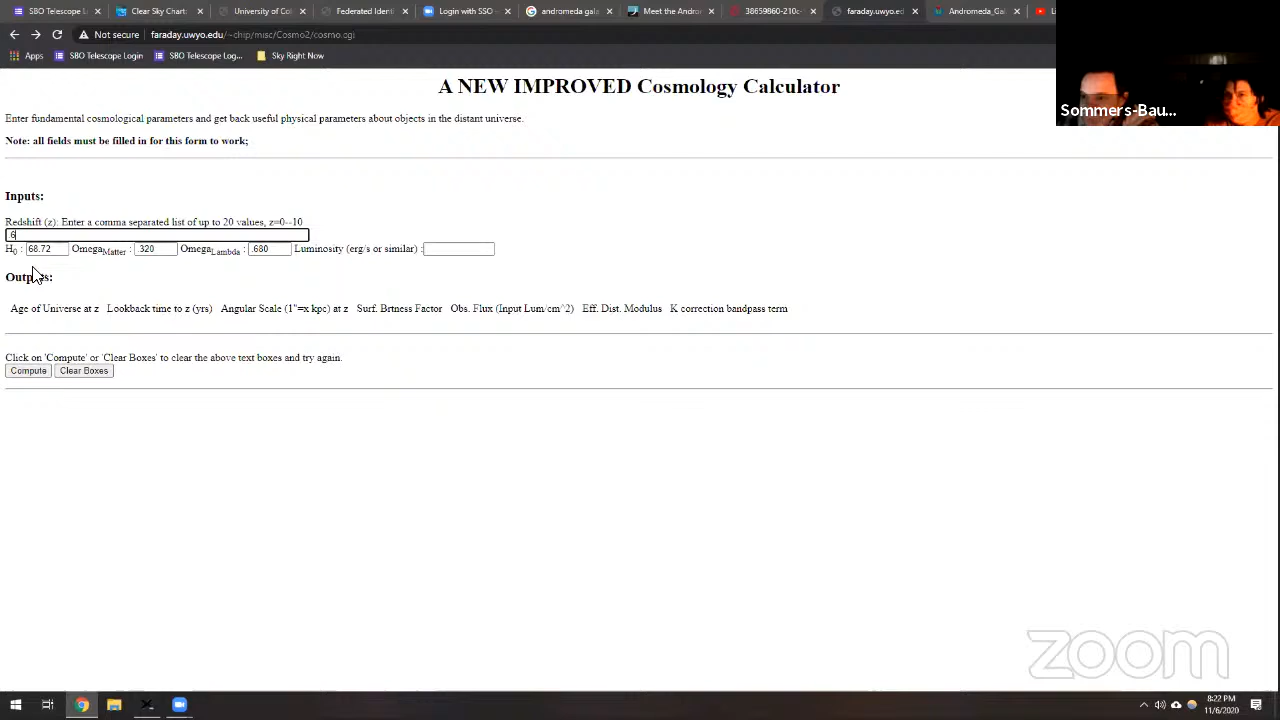 SBO Telescope L
Clear Sky Chart:
University of Col
Federated Identi
Login with SSO –
andromeda gala
Meet the Androm
38659860-210c-
faraday.uwyo.ed
Andromeda_Gal
Li
Not secure faraday.uwyo.edu/~chip/misc/Cosmo2/cosmo.cgi
Apps SBO Telescope Login SBO Telescope Log... Sky Right Now
Sommers-Bau...
A NEW IMPROVED Cosmology Calculator
Enter fundamental cosmological parameters and get back useful physical parameters about objects in the distant universe.
Note: all fields must be filled in for this form to work;
Inputs:
Redshift (z): Enter a comma separated list of up to 20 values, z=0--10
.6
H0 : 68.72 OmegaMatter : .320 OmegaLambda : .680 Luminosity (erg/s or similar) :
Outputs:
Age of Universe at z Lookback time to z (yrs) Angular Scale (1"=x kpc) at z Surf. Brtness Factor Obs. Flux (Input Lum/cm^2) Eff. Dist. Modulus K correction bandpass term
Click on 'Compute' or 'Clear Boxes' to clear the above text boxes and try again.
Compute Clear Boxes
zoom
8:22 PM
11/6/2020